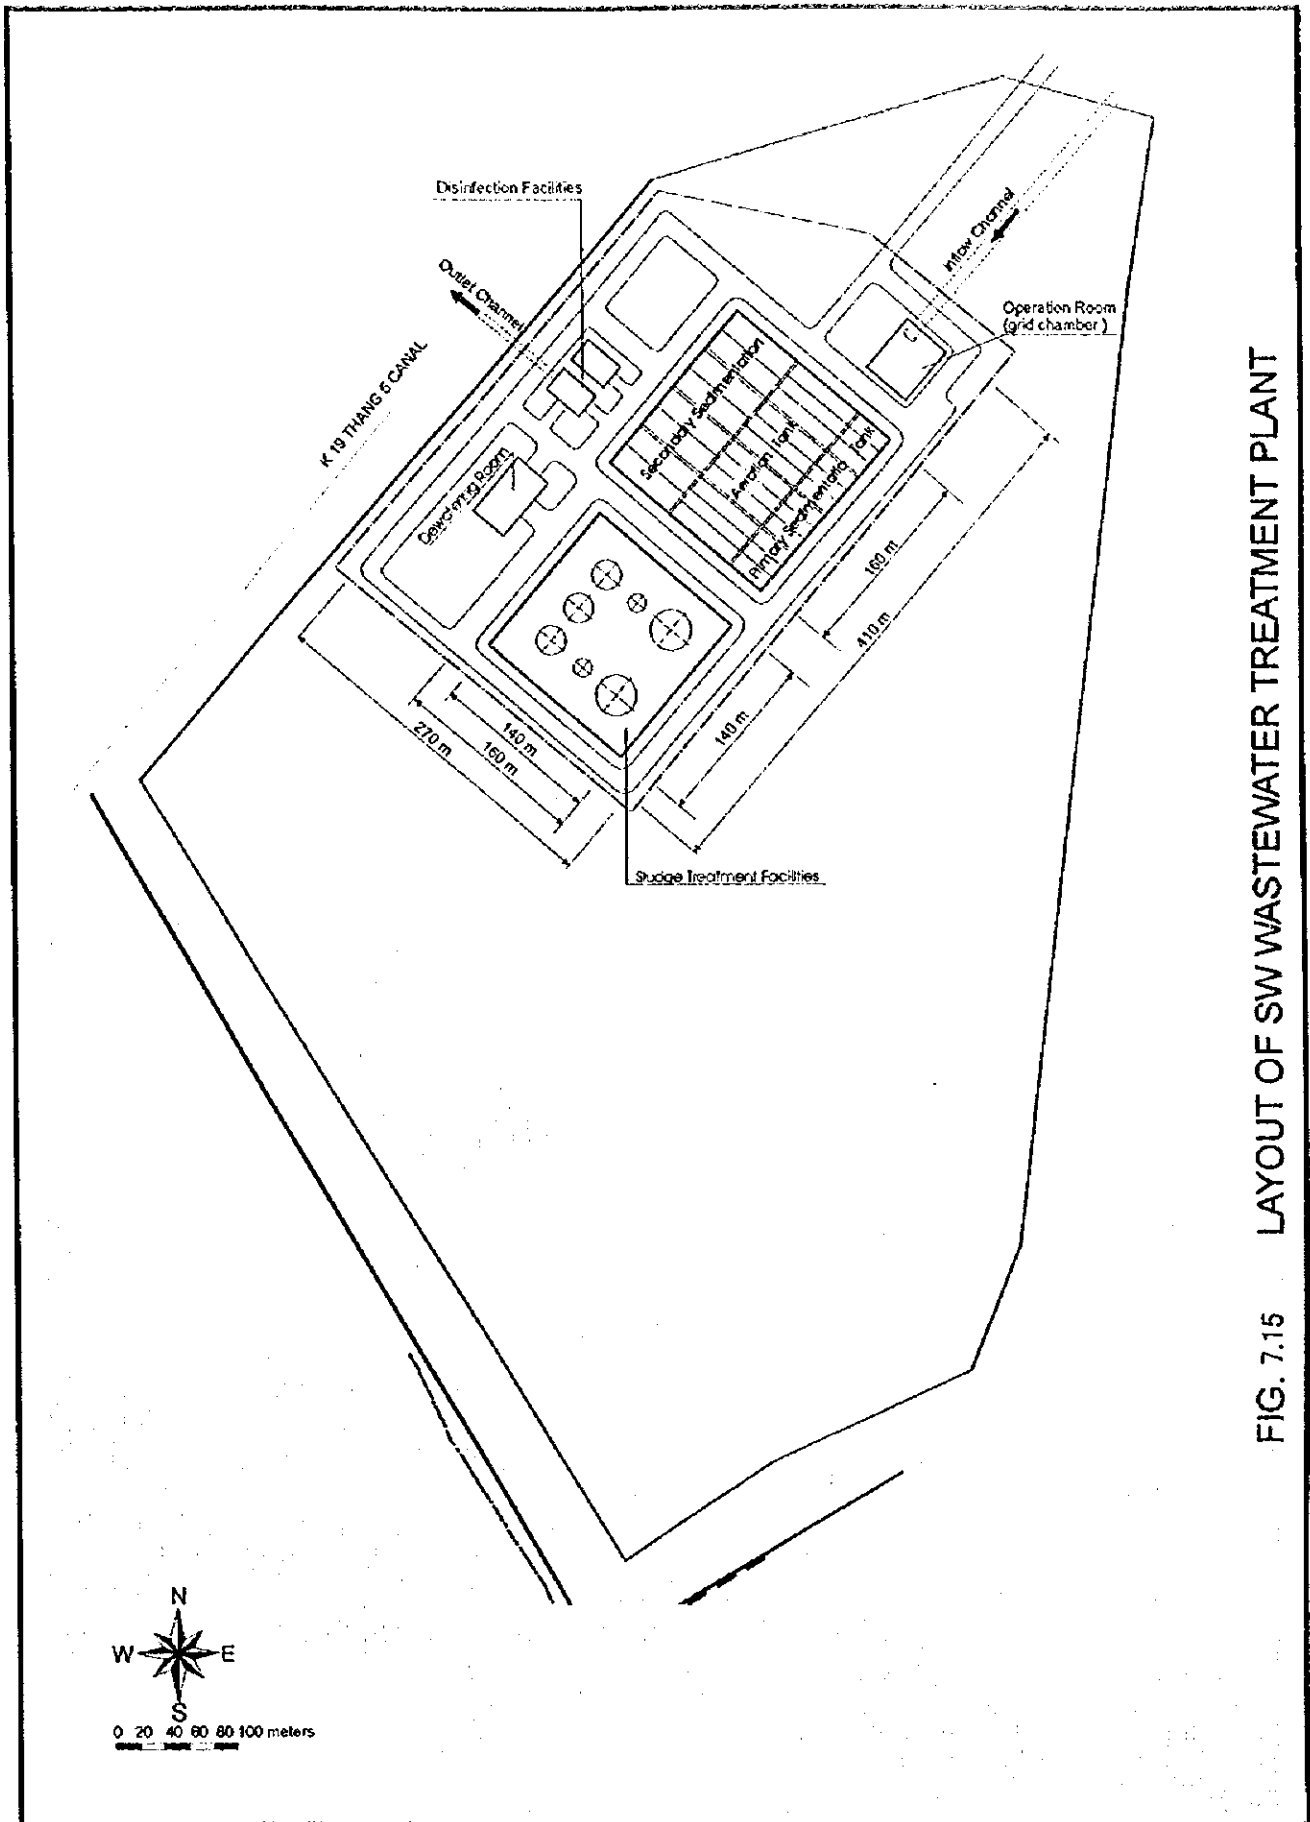 Disinfection Facilities
Outlet Channel
K 19 THANG 5 CANAL
Inflow Channel
Operation Room
(grid chamber )
Secondary Sedimentation
Aeration Tank
Primary Sedimentatio Tank
Dewatering Room
160 m
410 m
140 m
140 m
160 m
270 m
Sludge Treatment Facilities
N
W E
S
0 20 40 60 80 100 meters
FIG. 7.15 LAYOUT OF SW WASTEWATER TREATMENT PLANT